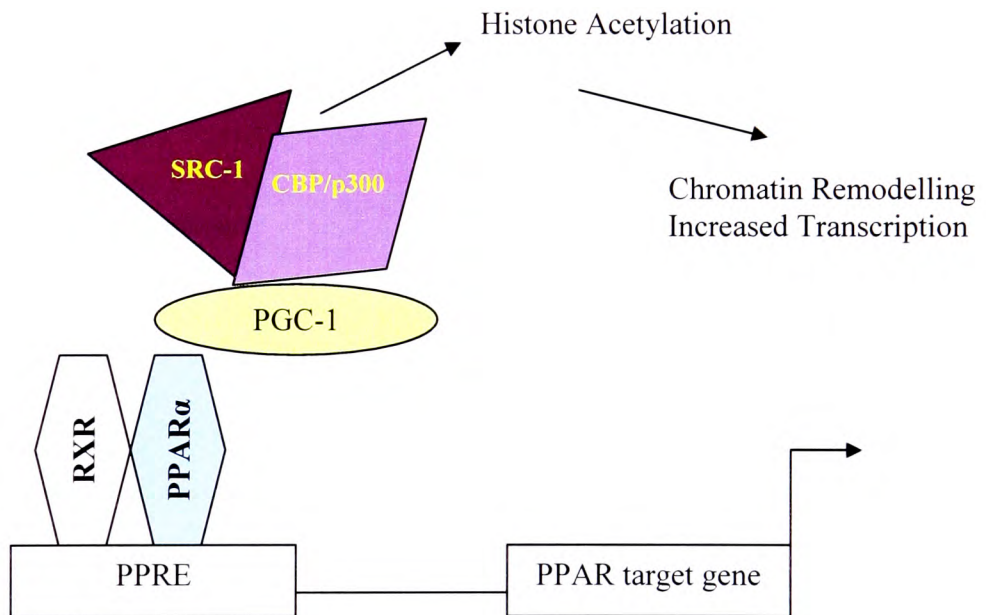 Histone Acetylation
SRC-1
CBP/p300
Chromatin Remodelling
Increased Transcription
PGC-1
RXR
PPARα
PPRE
PPAR target gene